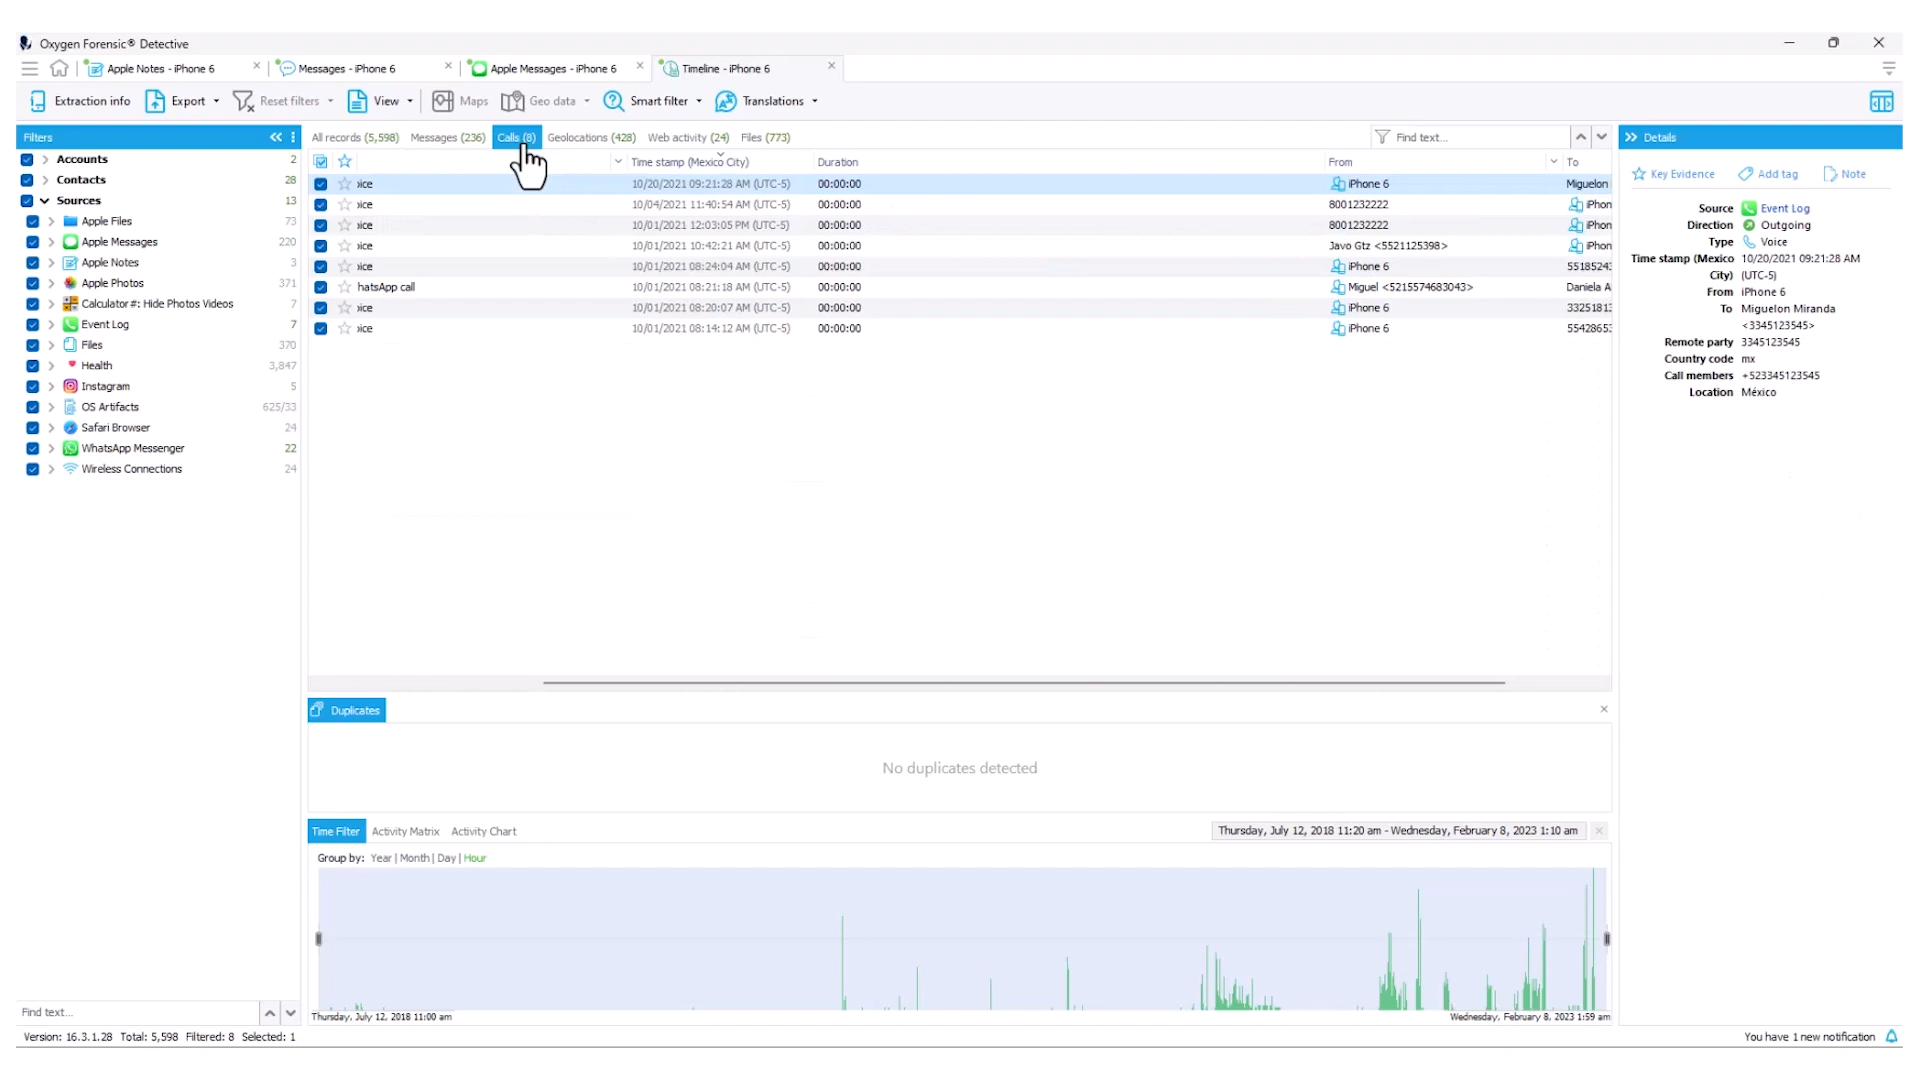 Oxygen Forensic® Detective
Apple Notes - iPhone 6
Messages - iPhone 6
Apple Messages - iPhone 6
Timeline - iPhone 6
Extraction info
Export
Reset filters
View
Maps
Geo data
Smart filter
Translations
Filters
All records (5,598)
Messages (236)
Calls (8)
Geolocations (428)
Web activity (24)
Files (773)
Find text...
Details
Accounts 2
Contacts 28
Sources 13
Apple Files 73
Apple Messages 220
Apple Notes 3
Apple Photos 371
Calculator #: Hide Photos Videos 7
Event Log 7
Files 370
Health 3,847
Instagram 5
OS Artifacts 625/33
Safari Browser 24
WhatsApp Messenger 22
Wireless Connections 24
Time stamp (Mexico City) Duration From To
oice 10/20/2021 09:21:28 AM (UTC-5) 00:00:00 iPhone 6 Miguelon
oice 10/04/2021 11:40:54 AM (UTC-5) 00:00:00 8001232222 iPhon
oice 10/01/2021 12:03:05 PM (UTC-5) 00:00:00 8001232222 iPhon
oice 10/01/2021 10:42:21 AM (UTC-5) 00:00:00 Javo Gtz <5521125398> iPhon
oice 10/01/2021 08:24:04 AM (UTC-5) 00:00:00 iPhone 6 55185243
hatsApp call 10/01/2021 08:21:18 AM (UTC-5) 00:00:00 Miguel <5215574683043> Daniela A
oice 10/01/2021 08:20:07 AM (UTC-5) 00:00:00 iPhone 6 33251813
oice 10/01/2021 08:14:12 AM (UTC-5) 00:00:00 iPhone 6 55428653
Key Evidence
Add tag
Note
Source Event Log
Direction Outgoing
Type Voice
Time stamp (Mexico 10/20/2021 09:21:28 AM
City) (UTC-5)
From iPhone 6
To Miguelon Miranda
<3345123545>
Remote party 3345123545
Country code mx
Call members +523345123545
Location México
Duplicates
No duplicates detected
Time Filter
Activity Matrix
Activity Chart
Thursday, July 12, 2018 11:20 am - Wednesday, February 8, 2023 1:10 am
Group by: Year | Month | Day | Hour
Thursday, July 12, 2018 11:00 am
Wednesday, February 8, 2023 1:59 am
Find text...
Version: 16.3.1.28 Total: 5,598 Filtered: 8 Selected: 1
You have 1 new notification